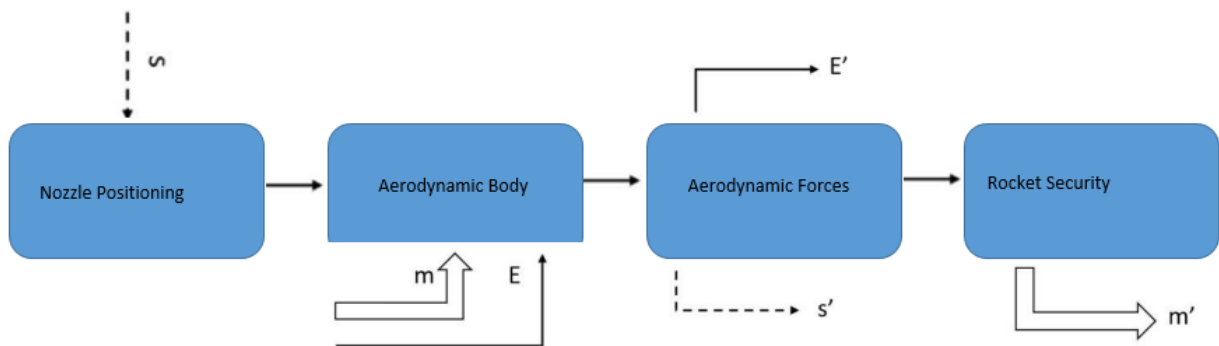 s
E’
Nozzle Positioning
Aerodynamic Body
Aerodynamic Forces
Rocket Security
m
E
s’
m’